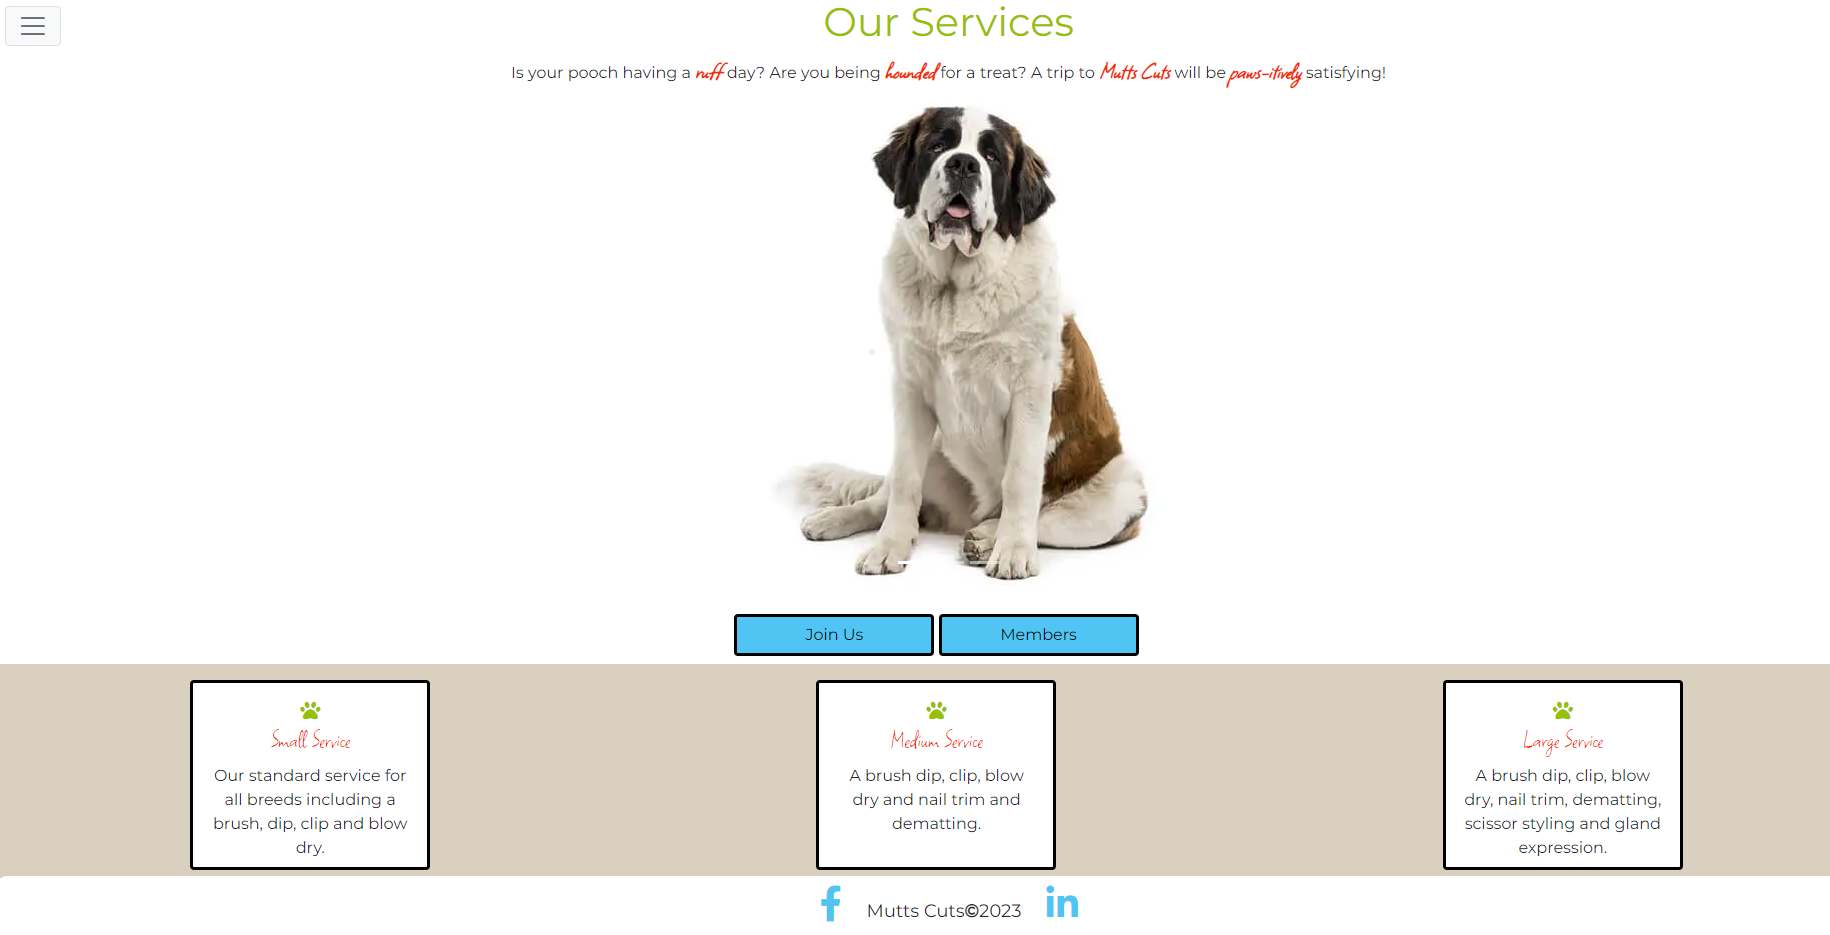 Our Services
Is your pooch having a ruff day? Are you being hounded for a treat? A trip to Mutts Cuts will be paws-itively satisfying!
Join Us
Members
Small Service
Our standard service for
all breeds including a
brush, dip, clip and blow
dry.
Medium Service
A brush dip, clip, blow
dry and nail trim and
dematting.
Large Service
A brush dip, clip, blow
dry, nail trim, dematting,
scissor styling and gland
expression.
Mutts Cuts©2023